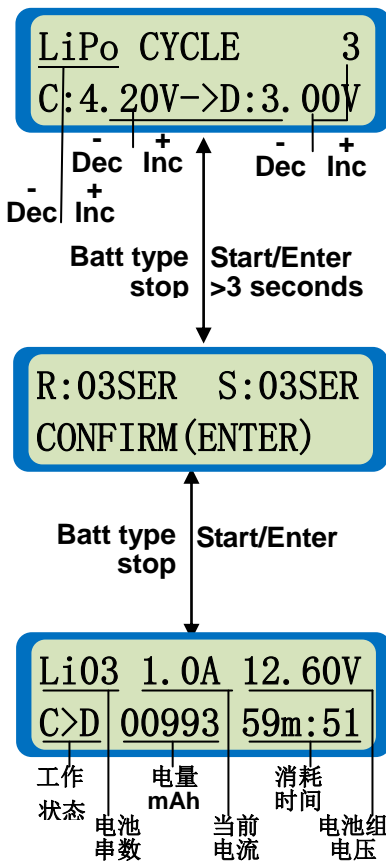 LiPo CYCLE 3
C:4.20V->D:3.00V
- + - +
Dec Inc Dec Inc
- +
Dec Inc
Batt type Start/Enter
stop >3 seconds
R:03SER S:03SER
CONFIRM(ENTER)
Batt type Start/Enter
stop
Li03 1.0A 12.60V
C>D 00993 59m:51
工作 电量 消耗
状态 mAh 时间
电池 当前 电池组
串数 电流 电压